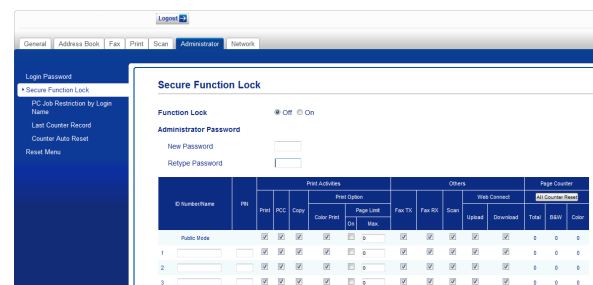 Logout
General Address Book Fax Print Scan Administrator Network
Login Password
Secure Function Lock
PC Job Restriction by Login
Name
Last Counter Record
Counter Auto Reset
Reset Menu
Secure Function Lock
Function Lock Off On
Administrator Password
New Password
Retype Password
Print Activities Others Page Counter
Print Option Web Connect All Counter Reset
ID Number/Name PIN Print PCC Copy Color Print Page Limit Fax TX Fax RX Scan Upload Download Total B&W Color
On Max.
Public Mode 0 0 0 0
1 0 0 0 0
2 0 0 0 0
3 0 0 0 0